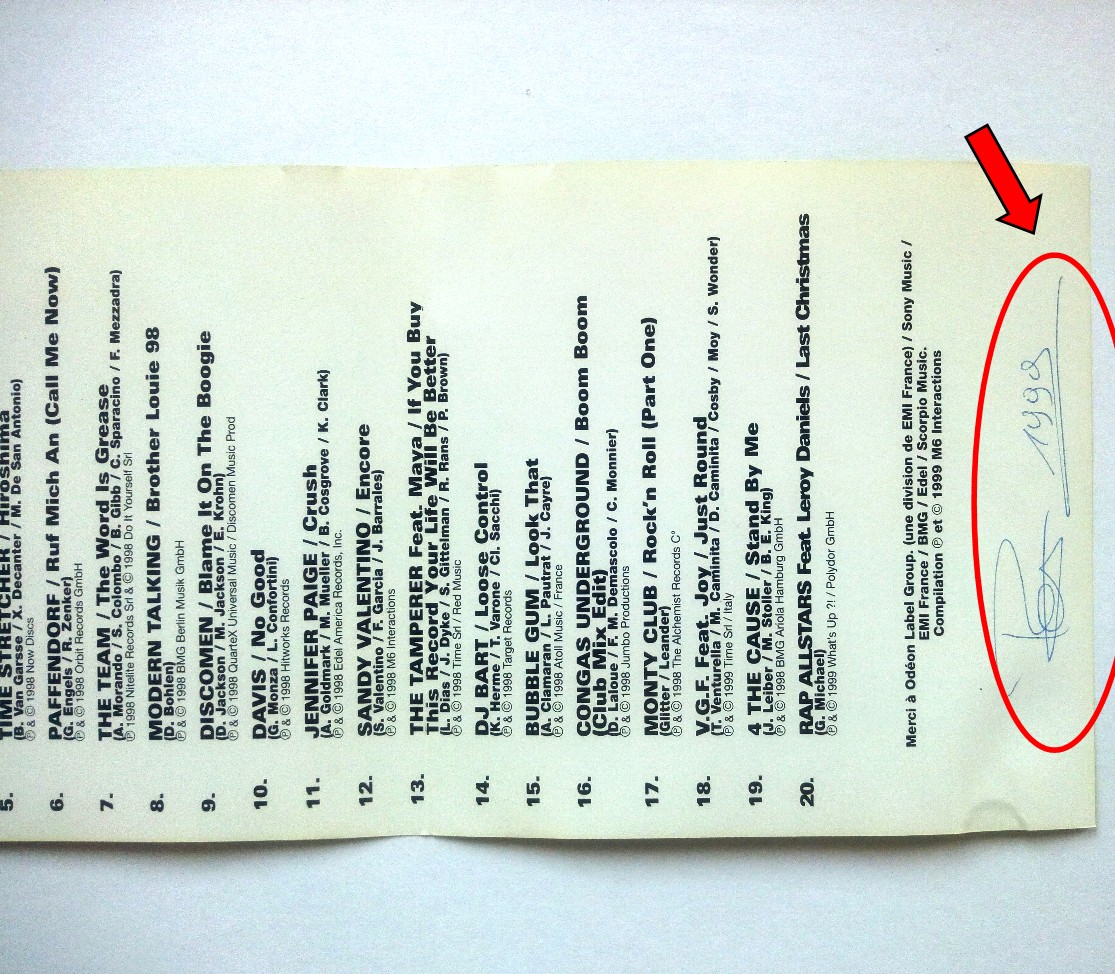 5. TIME STRETCHER / Hiroshima
(B. Van Garsse / X. Decanter / M. De San Antonio)
℗ & © 1998 Now Discs
6. PAFFENDORF / Ruf Mich An (Call Me Now)
(G. Engels / R. Zenker)
℗ & © 1998 Orbit Records GmbH
7. THE TEAM / The Word Is Grease
(A. Morando / S. Colombo / B. Gibb / C. Sparacino / F. Mezzadra)
℗ 1998 Nitelite Records Srl & © 1998 Do It Yourself Srl
8. MODERN TALKING / Brother Louie 98
(D. Bohlen)
℗ & © 1998 BMG Berlin Musik GmbH
9. DISCOMEN / Blame It On The Boogie
(D. Jackson / M. Jackson / E. Krohn)
℗ & © 1998 QuarteX Universal Music / Discomen Music Prod
10. DAVIS / No Good
(G. Monza / L. Confortini)
℗ & © 1998 Hitworks Records
11. JENNIFER PAIGE / Crush
(A. Goldmark / M. Mueller / B. Cosgrove / K. Clark)
℗ & © 1998 Edel America Records, Inc.
12. SANDY VALENTINO / Encore
(S. Valentino / F. Garcia / J. Barrales)
℗ & © 1998 M6 Interactions
13. THE TAMPERER Feat. Maya / If You Buy
This Record Your Life Will Be Better
(L. Dias / J. Dyke / S. Gittelman / R. Rans / P. Brown)
℗ & © 1998 Time Srl / Red Music
14. DJ BART / Loose Control
(K. Herme / T. Varone / Cl. Sacchi)
℗ & © 1998 Target Records
15. BUBBLE GUM / Look That
(A. Clamaran / L. Pautrat / J. Cayre)
℗ & © 1998 Atoll Music / France
16. CONGAS UNDERGROUND / Boom Boom
(Club Mix Edit)
(D. Laloue / F. M. Demascolo / C. Monnier)
℗ & © 1998 Jumbo Productions
17. MONTY CLUB / Rock'n Roll (Part One)
(Glitter / Leander)
℗ & © 1998 The Alchemist Records C°
18. V.G.F. Feat. Joy / Just Round
(T. Venturella / M. Caminita / D. Caminita / Cosby / Moy / S. Wonder)
℗ & © 1999 Time Srl / Italy
19. 4 THE CAUSE / Stand By Me
(J. Leiber / M. Stoller / B. E. King)
℗ & © 1998 BMG Ariola Hamburg GmbH
20. RAP ALLSTARS Feat. Leroy Daniels / Last Christmas
(G. Michael)
℗ & © 1999 What's Up ?! / Polydor GmbH
Merci à Odéon Label Group. (une division de EMI France) / Sony Music /
EMI France / BMG / Edel / Scorpio Music.
Compilation ℗ et © 1999 M6 Interactions
1999